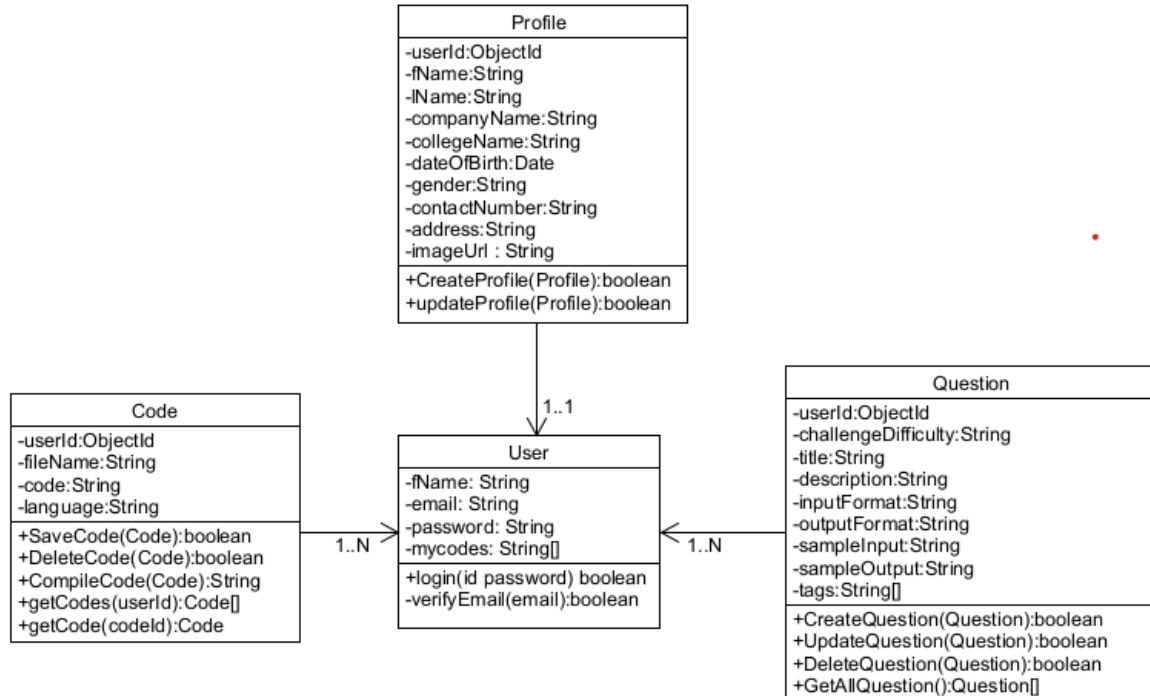 Profile
-userId:ObjectId
-fName:String
-lName:String
-companyName:String
-collegeName:String
-dateOfBirth:Date
-gender:String
-contactNumber:String
-address:String
-imageUrl : String
+CreateProfile(Profile):boolean
+updateProfile(Profile):boolean
1..1
Code
-userId:ObjectId
-fileName:String
-code:String
-language:String
+SaveCode(Code):boolean
+DeleteCode(Code):boolean
+CompileCode(Code):String
+getCodes(userId):Code[]
+getCode(codeId):Code
1..N
User
-fName: String
-email: String
-password: String
-mycodes: String[]
+login(id password) boolean
-verifyEmail(email):boolean
1..N
Question
-userId:ObjectId
-challengeDifficulty:String
-title:String
-description:String
-inputFormat:String
-outputFormat:String
-sampleInput:String
-sampleOutput:String
-tags:String[]
+CreateQuestion(Question):boolean
+UpdateQuestion(Question):boolean
+DeleteQuestion(Question):boolean
+GetAllQuestion():Question[]